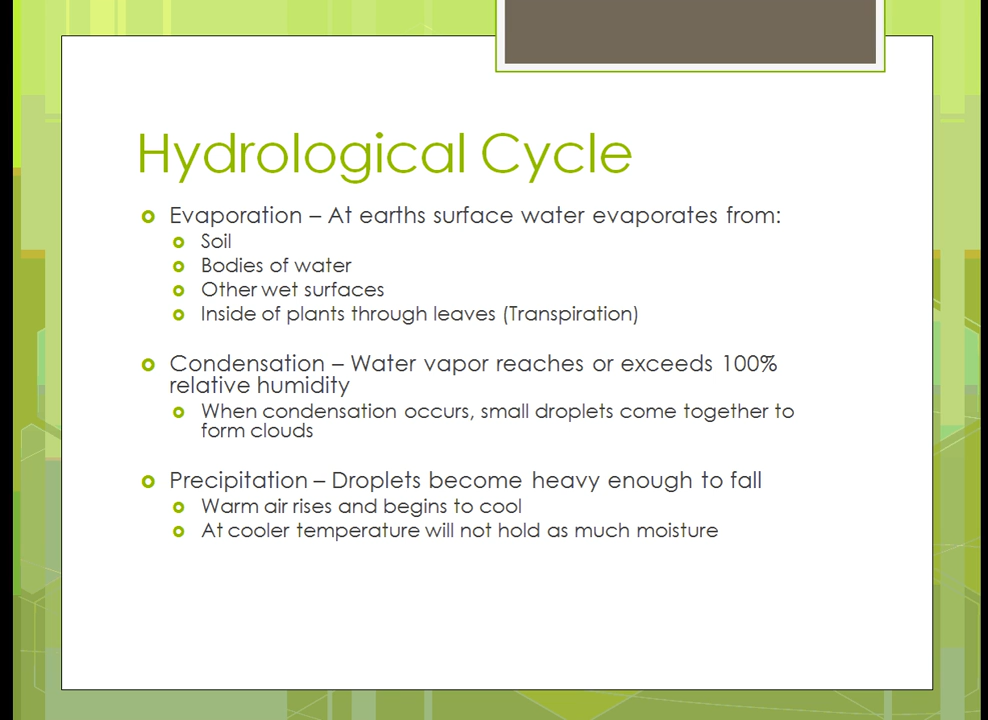 Hydrological Cycle
Evaporation – At earths surface water evaporates from:
Soil
Bodies of water
Other wet surfaces
Inside of plants through leaves (Transpiration)
Condensation – Water vapor reaches or exceeds 100%
relative humidity
When condensation occurs, small droplets come together to
form clouds
Precipitation – Droplets become heavy enough to fall
Warm air rises and begins to cool
At cooler temperature will not hold as much moisture